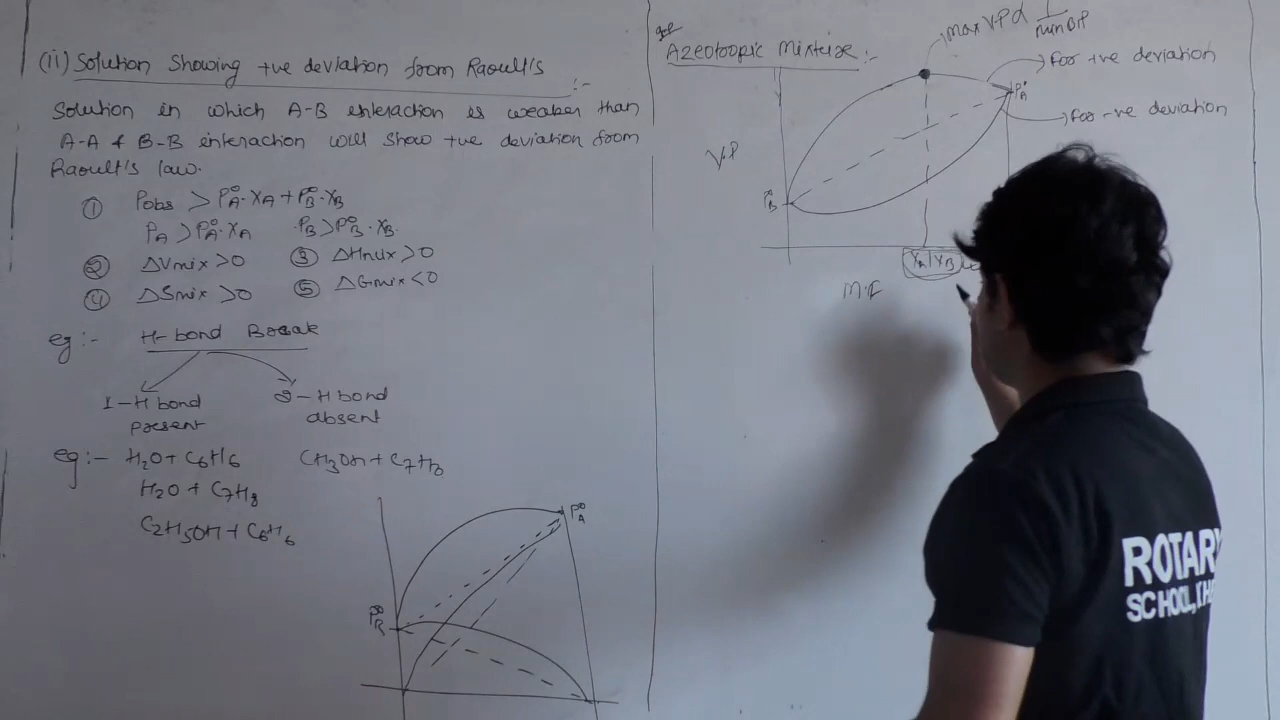 (ii) Solution Showing +ve deviation from Raoult's :-
Solution in which A-B interaction is weaker than
A-A & B-B interaction will show +ve deviation from
Raoult's law.
① Pobs > P°A·XA + P°B·XB
PA > P°A·XA PB > P°B·XB
② ΔVmix > 0 ③ ΔHmix > 0
④ ΔSmix > 0 ⑤ ΔGmix < 0
eg :- H-bond Break
1-H bond
present
2-H bond
absent
eg :- H2O + C6H6 CH3OH + C7H8
H2O + C7H8
C2H5OH + C6H6
P°A
P°B
Azeotropic Mixture :-
max V.P α 1/min B.P
for +ve deviation
P°A
for -ve deviation
V.P
P°B
XA/XB
M.F
ROTARY
SCHOOL,